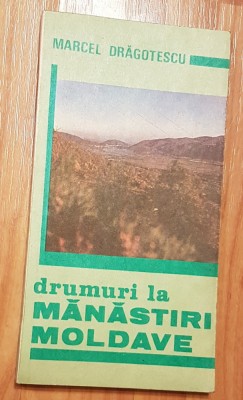 MARCEL DRĂGOTESCU
drumuri la
MĂNĂSTIRI
MOLDAVE